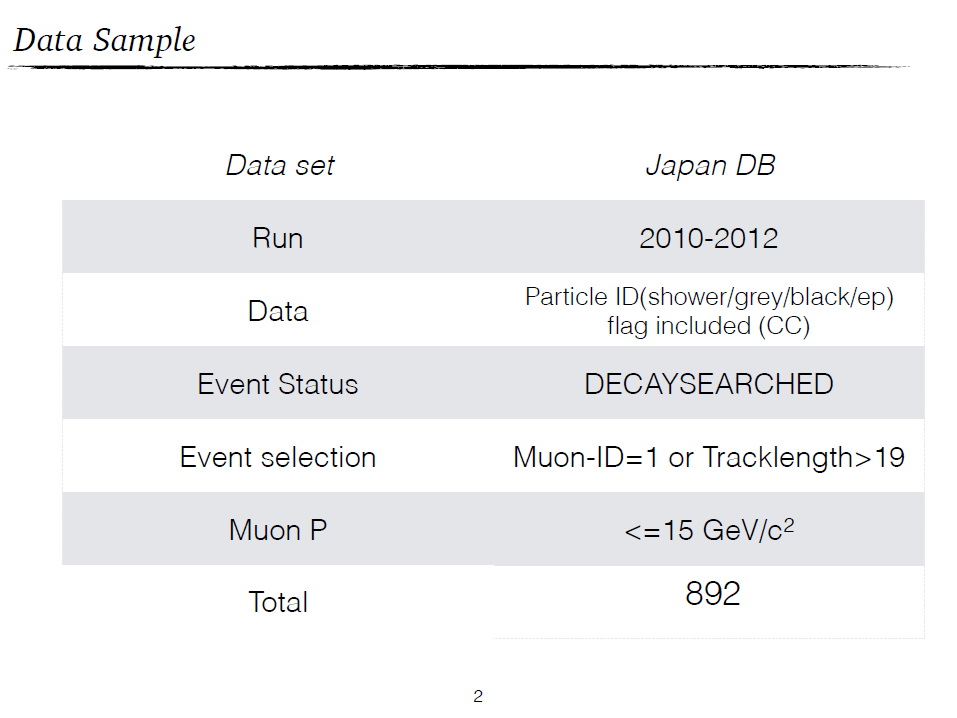 Data Sample
Data set Japan DB
Run 2010-2012
Data Particle ID(shower/grey/black/ep)
flag included (CC)
Event Status DECAYSEARCHED
Event selection Muon-ID=1 or Tracklength>19
Muon P <=15 GeV/c²
Total 892
2